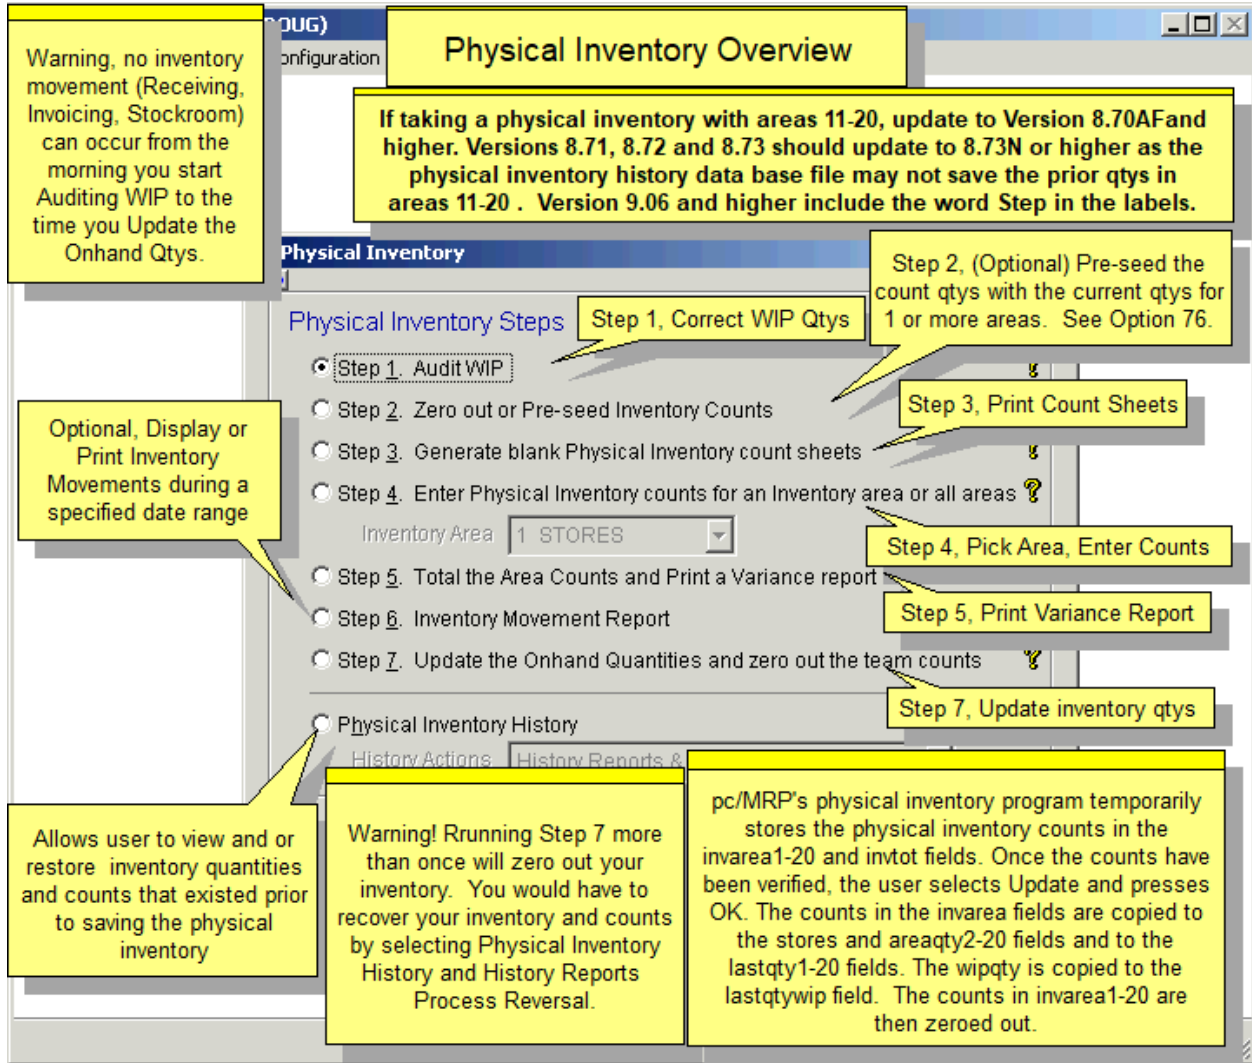 OUG)
onfiguration
Physical Inventory Overview
Warning, no inventory
movement (Receiving,
Invoicing, Stockroom)
can occur from the
morning you start
Auditing WIP to the
time you Update the
Onhand Qtys.
If taking a physical inventory with areas 11-20, update to Version 8.70AFand
higher. Versions 8.71, 8.72 and 8.73 should update to 8.73N or higher as the
physical inventory history data base file may not save the prior qtys in
areas 11-20 .  Version 9.06 and higher include the word Step in the labels.
Physical Inventory
Step 2, (Optional) Pre-seed the
count qtys with the current qtys for
1 or more areas.   See Option 76.
Physical Inventory Steps
Step 1, Correct WIP Qtys
Step 1.  Audit WIP
Step 2.  Zero out or Pre-seed Inventory Counts
Step 3, Print Count Sheets
Step 3.  Generate blank Physical Inventory count sheets
Step 4.  Enter Physical Inventory counts for an Inventory area or all areas
Optional, Display or
Print Inventory
Movements during a
specified date range
Inventory Area  1  STORES
Step 4, Pick Area, Enter Counts
Step 5.  Total the Area Counts and Print a Variance report
Step 5, Print Variance Report
Step 6.  Inventory Movement Report
Step 7.  Update the Onhand Quantities and zero out the team counts
Step 7, Update inventory qtys
Physical Inventory History
History Actions  History Reports &
Allows user to view and or
restore  inventory quantities
and counts that existed prior
to saving the physical
inventory
Warning! Rrunning Step 7 more
than once will zero out your
inventory.  You would have to
recover your inventory and counts
by selecting Physical Inventory
History and History Reports
Process Reversal.
pc/MRP's physical inventory program temporarily
stores the physical inventory counts in the
invarea1-20 and invtot fields. Once the counts have
been verified, the user selects Update and presses
OK. The counts in the invarea fields are copied to
the stores and areaqty2-20 fields and to the
lastqty1-20 fields. The wipqty is copied to the
lastqtywip field.  The counts in invarea1-20 are
then zeroed out.